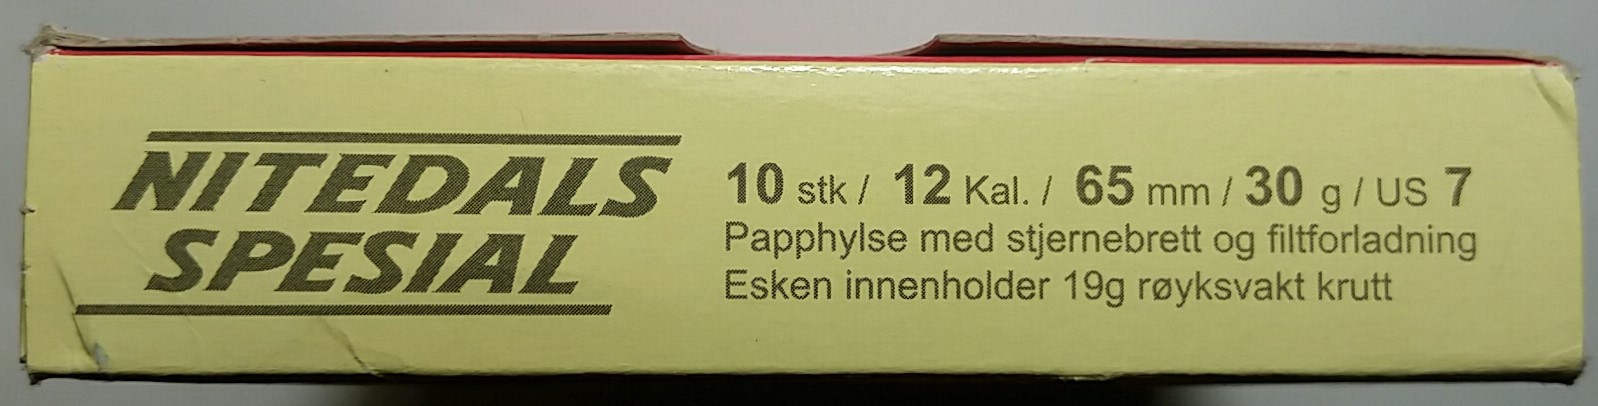 NITEDALS
SPESIAL
10 stk / 12 Kal. / 65 mm / 30 g / US 7
Papphylse med stjernebrett og filtforladning
Esken innenholder 19g røyksvakt krutt